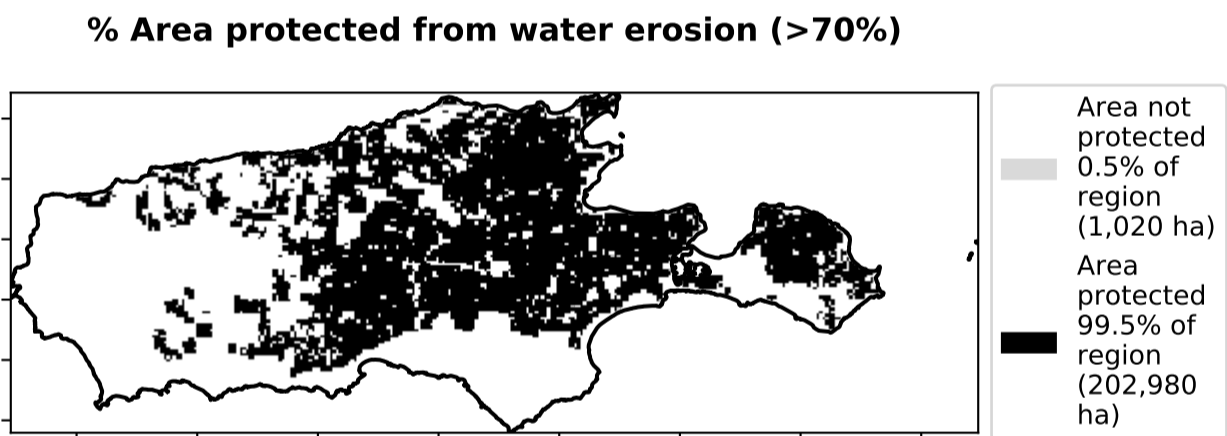 % Area protected from water erosion (>70%)
Area not
protected
0.5% of
region
(1,020 ha)
Area
protected
99.5% of
region
(202,980
ha)